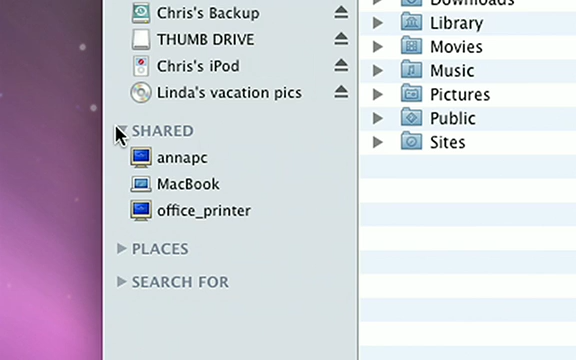 Chris's Backup
THUMB DRIVE
Chris's iPod
Linda's vacation pics
SHARED
annapc
MacBook
office_printer
PLACES
SEARCH FOR
Downloads
Library
Movies
Music
Pictures
Public
Sites